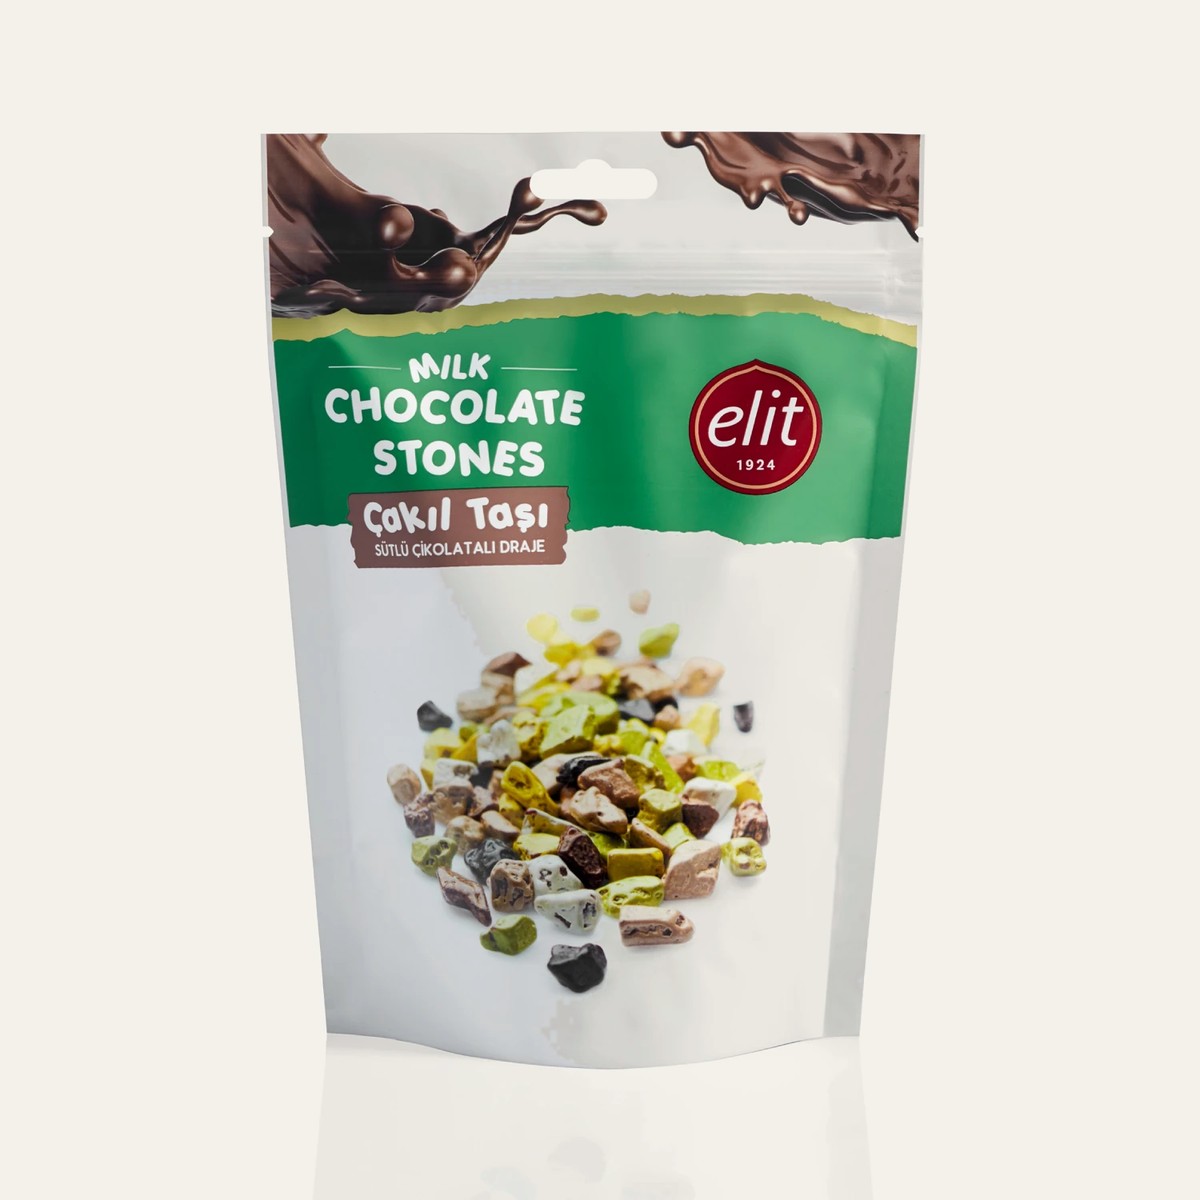 MILK
CHOCOLATE
STONES
Çakıl Taşı
SÜTLÜ ÇİKOLATALI DRAJE
elit
1924